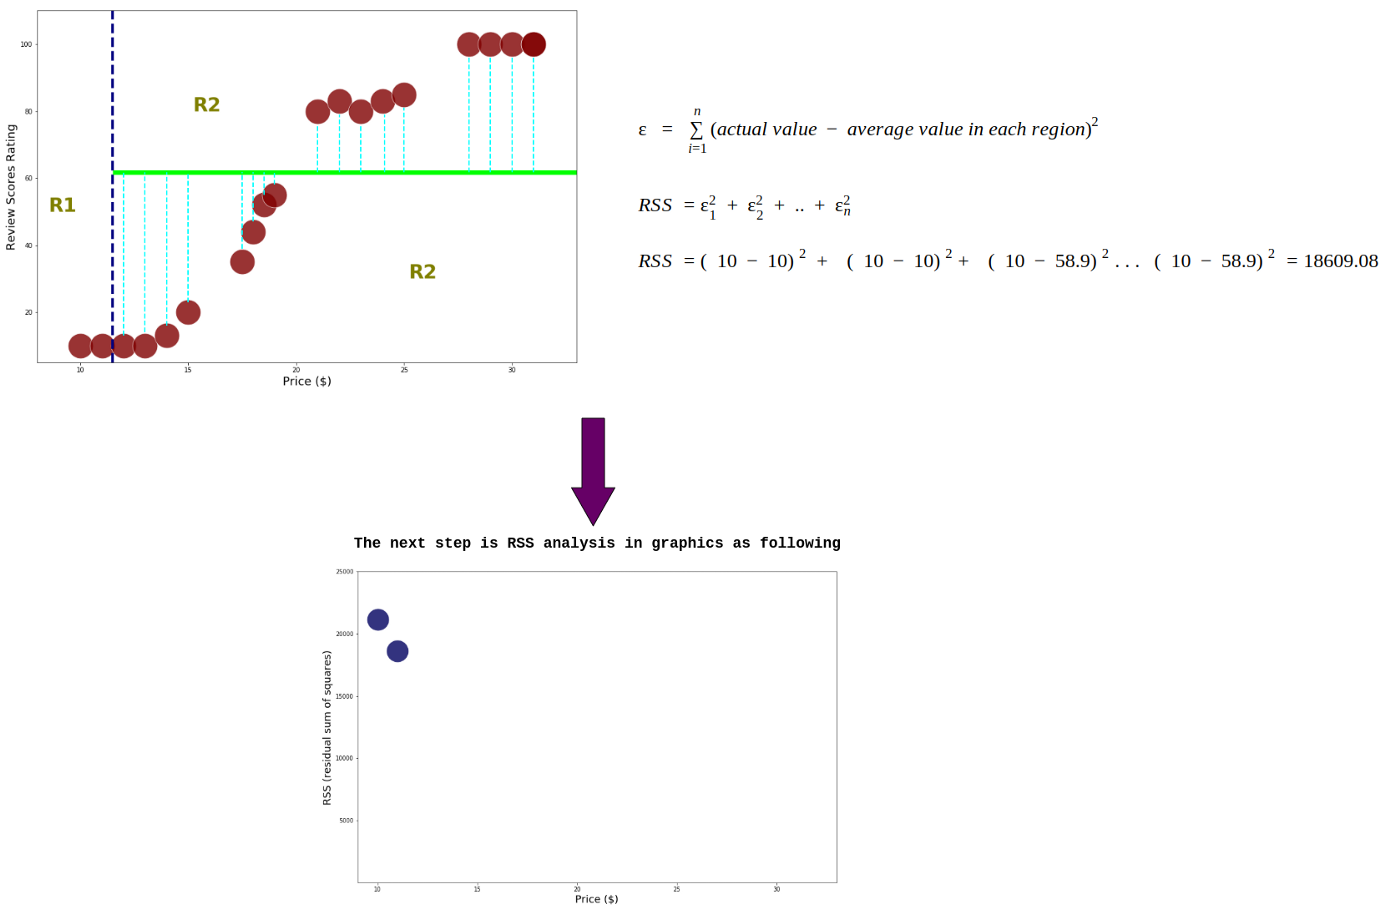 100
80
60
40
20
Review Scores Rating
R2
R1
R2
10 15 20 25 30
Price ($)
ε = n ∑ i=1 (actual value − average value in each region)2
RSS = ε21 + ε22 + .. + ε2n
RSS = ( 10 − 10) 2 + ( 10 − 10) 2 + ( 10 − 58.9) 2 . . . ( 10 − 58.9) 2 = 18609.08
The next step is RSS analysis in graphics as following
25000
20000
15000
10000
5000
RSS (residual sum of squares)
10 15 20 25 30
Price ($)